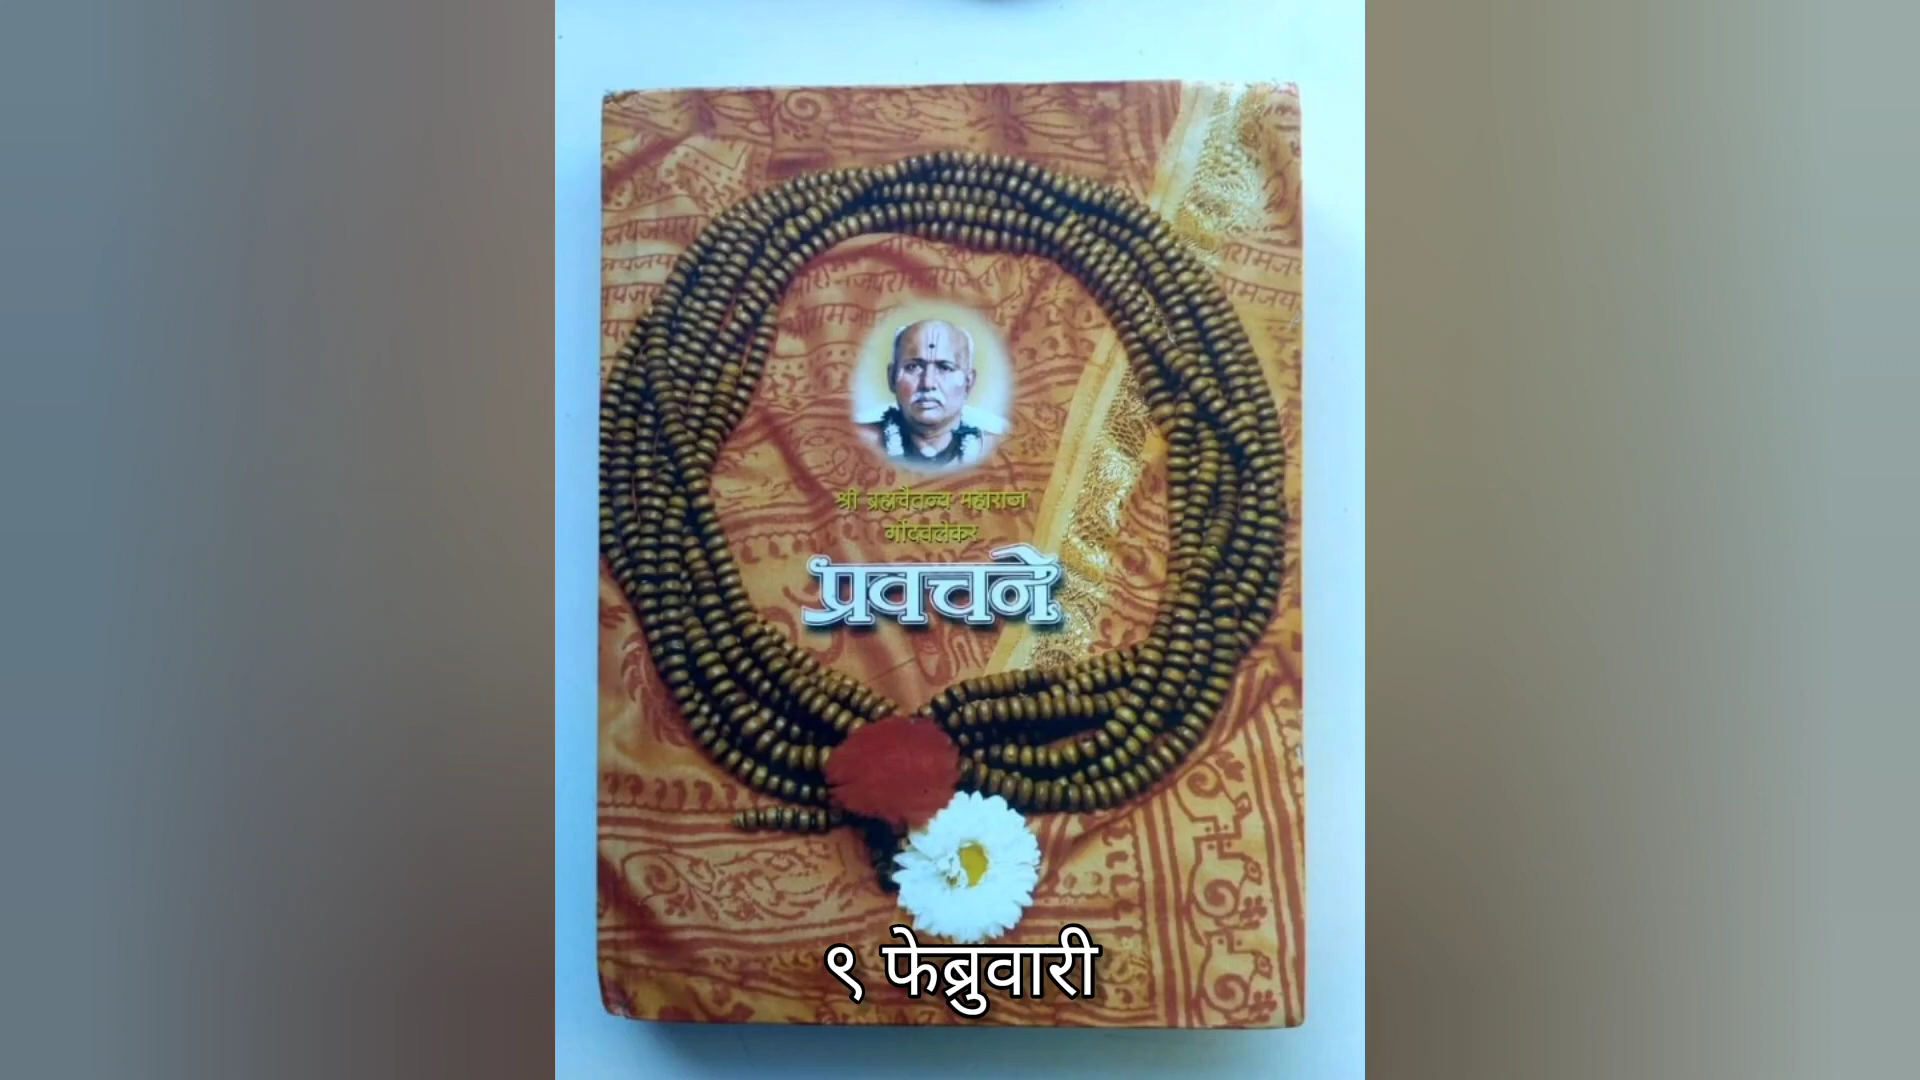 श्री ब्रह्मचैतन्य महाराज
गोंदवलेकर
प्रवचने
९ फेब्रुवारी